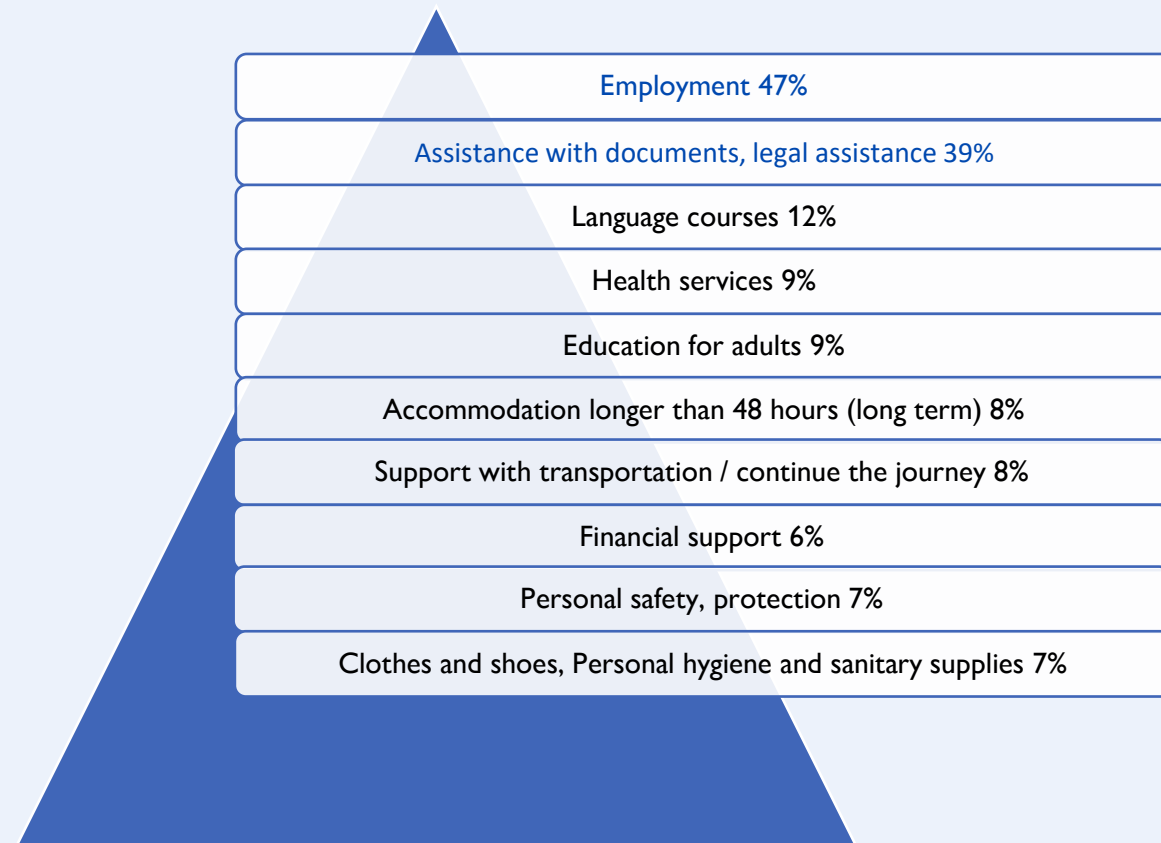 Employment 47%
Assistance with documents, legal assistance 39%
Language courses 12%
Health services 9%
Education for adults 9%
Accommodation longer than 48 hours (long term) 8%
Support with transportation / continue the journey 8%
Financial support 6%
Personal safety, protection 7%
Clothes and shoes, Personal hygiene and sanitary supplies 7%